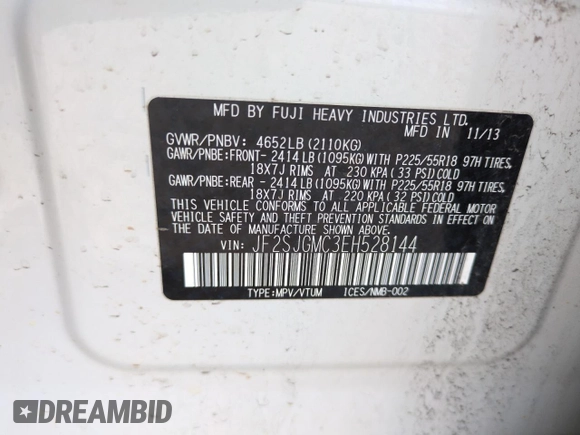 MFD BY FUJI HEAVY INDUSTRIES LTD.
MFD IN 11/13
GVWR/PNBV: 4652LB(2110KG)
GAWR/PNBE:FRONT- 2414LB(1095KG)WITH P225/55R18 97H TIRES,
18X7J RIMS AT 230 KPA(33 PSI)COLD
GAWR/PNBE:REAR - 2414LB(1095KG)WITH P225/55R18 97H TIRES,
18X7J RIMS AT 220 KPA(32 PSI)COLD
THIS VEHICLE CONFORMS TO ALL APPLICABLE FEDERAL MOTOR
VEHICLE SAFETY AND THEFT PREVENTION STANDARDS IN EFFECT ON
THE DATE OF MANUFACTURE SHOWN ABOVE.
VIN: JF2SJGMC3EH528144
TYPE:MPV/VTUM ICES/NMB-002
DREAMBID